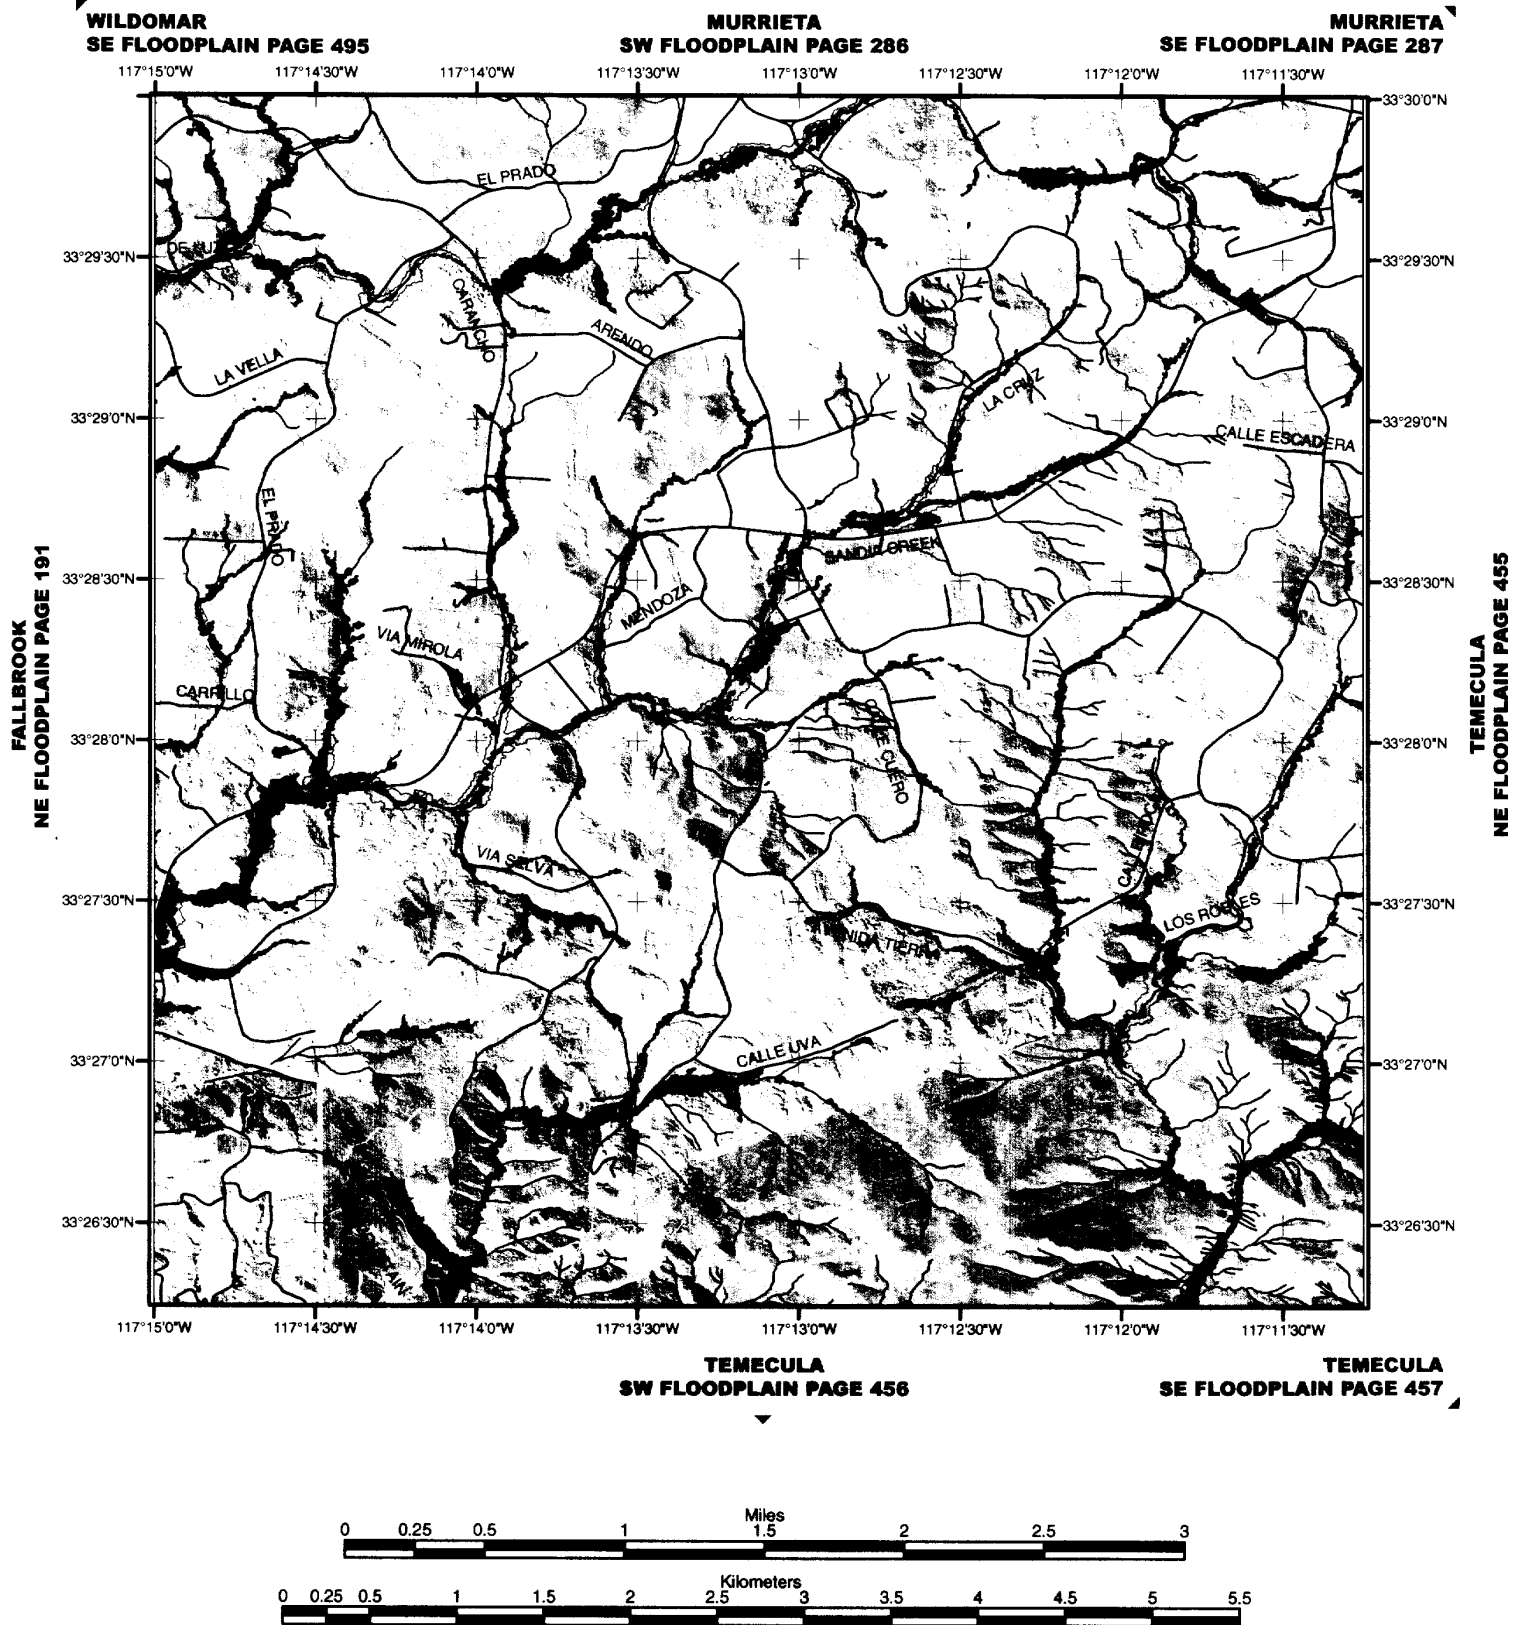 WILDOMAR
SE FLOODPLAIN PAGE 495
MURRIETA
SW FLOODPLAIN PAGE 286
MURRIETA
SE FLOODPLAIN PAGE 287
117°15'0"W 117°14'30"W 117°14'0"W 117°13'30"W 117°13'0"W 117°12'30"W 117°12'0"W 117°11'30"W
33°30'0"N
EL PRADO
DE LUZ
33°29'30"N
33°29'30"N
CARANCHO
ARENDO
LA VELLA
LA CRUZ
33°29'0"N
33°29'0"N
CALLE ESCADERA
EL PRADO
SANDIA CREEK
33°28'30"N
33°28'30"N
MENDOZA
VIA MIROLA
CARRILLO
FALLBROOK
NE FLOODPLAIN PAGE 191
TEMECULA
NE FLOODPLAIN PAGE 455
33°28'0"N
33°28'0"N
CUERO
VIA SELVA
33°27'30"N
33°27'30"N
LOS ROBLES
TIERRA
CALLE UVA
33°27'0"N
33°27'0"N
33°26'30"N
33°26'30"N
117°15'0"W 117°14'30"W 117°14'0"W 117°13'30"W 117°13'0"W 117°12'30"W 117°12'0"W 117°11'30"W
TEMECULA
SW FLOODPLAIN PAGE 456
TEMECULA
SE FLOODPLAIN PAGE 457
Miles
0 0.25 0.5 1 1.5 2 2.5 3
Kilometers
0 0.25 0.5 1 1.5 2 2.5 3 3.5 4 4.5 5 5.5